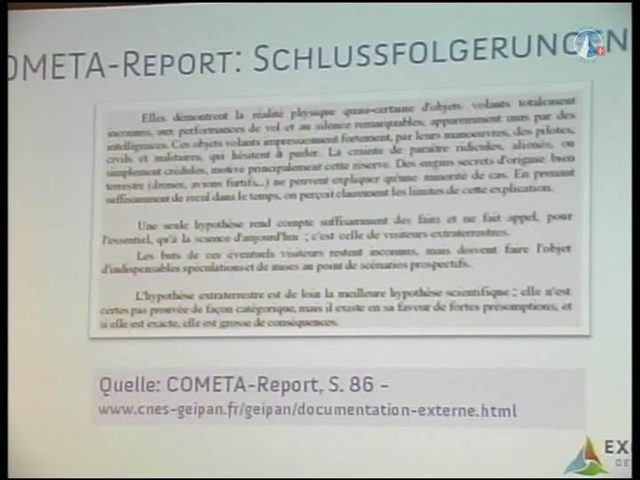 OMETA-REPORT: SCHLUSSFOLGERUNGEN
Elles démontrent la réalité physique quasi-certaine d'objets volants totalement
inconnus, aux performances de vol et au silence remarquables, apparemment mus par des
intelligences. Ces objets volants impressionnent fortement, par leurs manoeuvres, des pilotes,
civils et militaires, qui hésitent à parler. La crainte de paraître ridicules, aliénés, ou
simplement crédules, motive principalement cette réserve. Des engins secrets d'origine bien
terrestre (drones, avions furtifs...) ne peuvent expliquer qu'une minorité de cas. En prenant
suffisamment de recul dans le temps, on perçoit clairement les limites de cette explication.
Une seule hypothèse rend compte suffisamment des faits et ne fait appel, pour
l'essentiel, qu'à la science d'aujourd'hui ; c'est celle de visiteurs extraterrestres.
Les buts de ces éventuels visiteurs restent inconnus, mais doivent faire l'objet
d'indispensables spéculations et de mises au point de scénarios prospectifs.
L'hypothèse extraterrestre est de loin la meilleure hypothèse scientifique ; elle n'est
certes pas prouvée de façon catégorique, mais il existe en sa faveur de fortes présomptions, et
si elle est exacte, elle est grosse de conséquences.
Quelle: COMETA-Report, S. 86 -
www.cnes-geipan.fr/geipan/documentation-externe.html
EX
DE